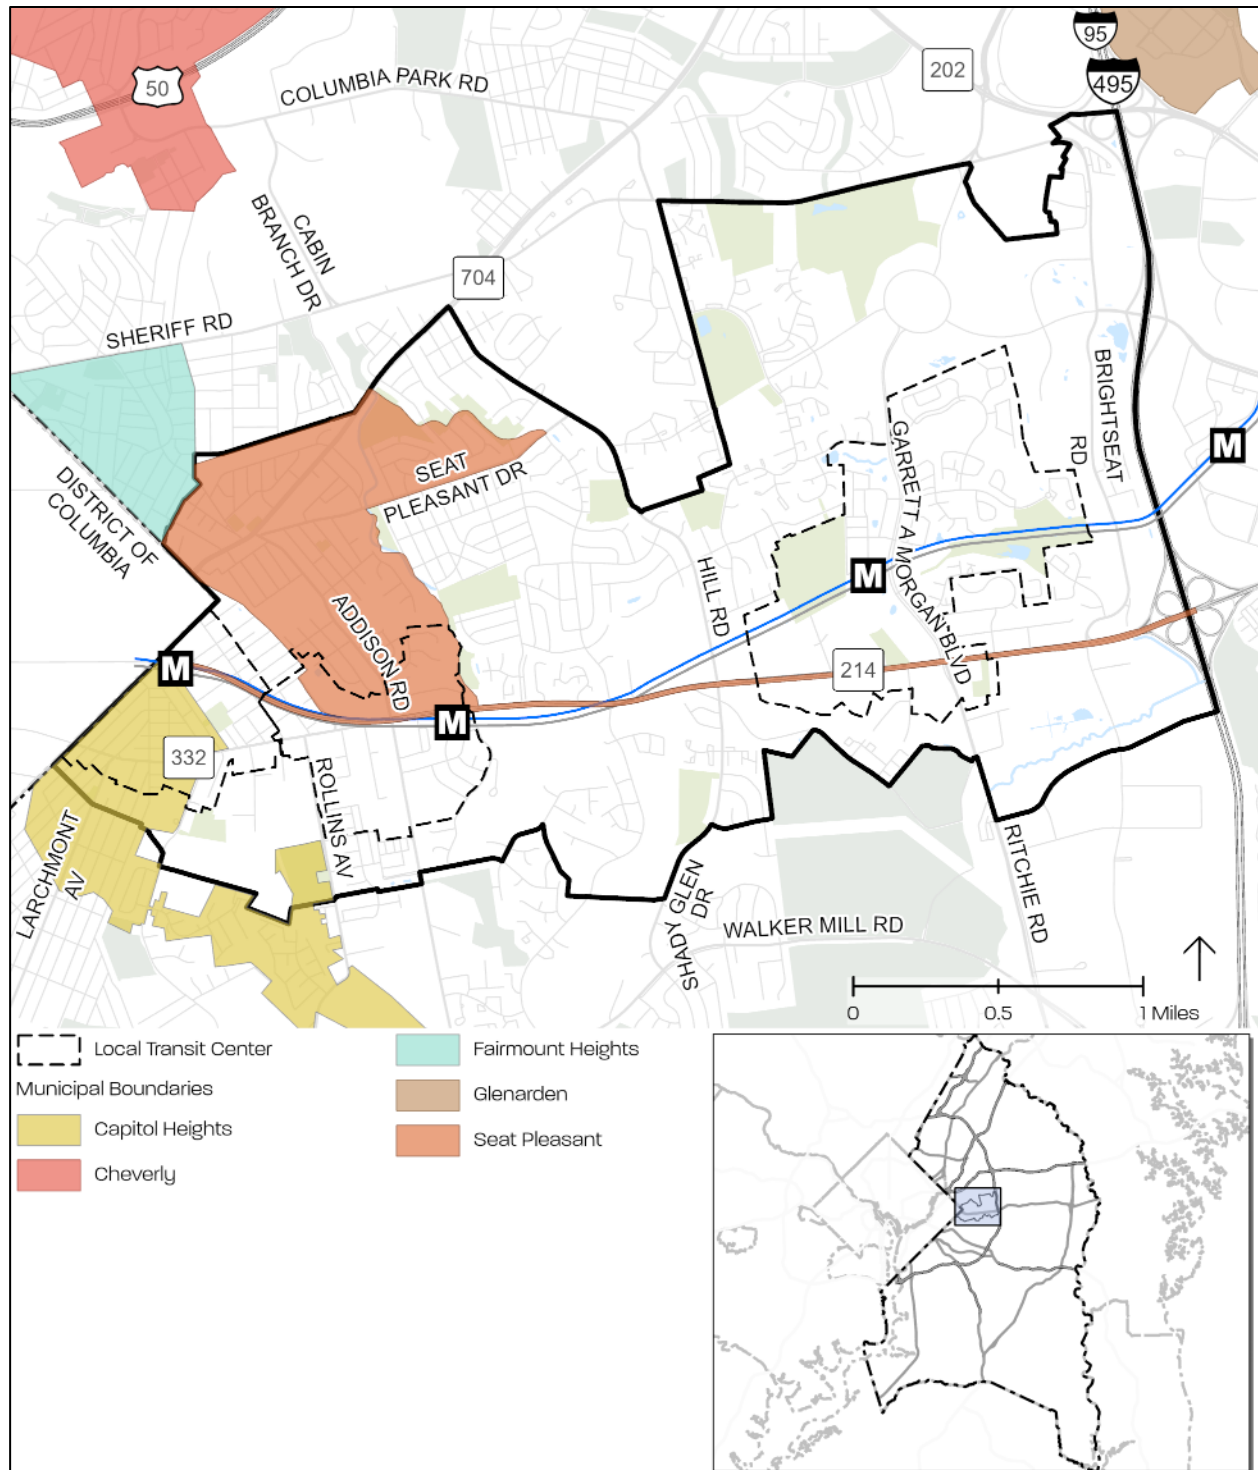 95
50
202
495
COLUMBIA PARK RD
CABIN
BRANCH DR
704
SHERIFF RD
BRIGHTSEAT
RD
GARRETT A MORGAN BLVD
M
SEAT
PLEASANT DR
DISTRICT OF
COLUMBIA
HILL RD
M
ADDISON RD
M
214
M
332
ROLLINS AV
LARCHMONT
AV
SHADY GLEN
DR
RITCHIE RD
WALKER MILL RD
0
0.5
1 Miles
Local Transit Center
Municipal Boundaries
Capitol Heights
Cheverly
Fairmount Heights
Glenarden
Seat Pleasant